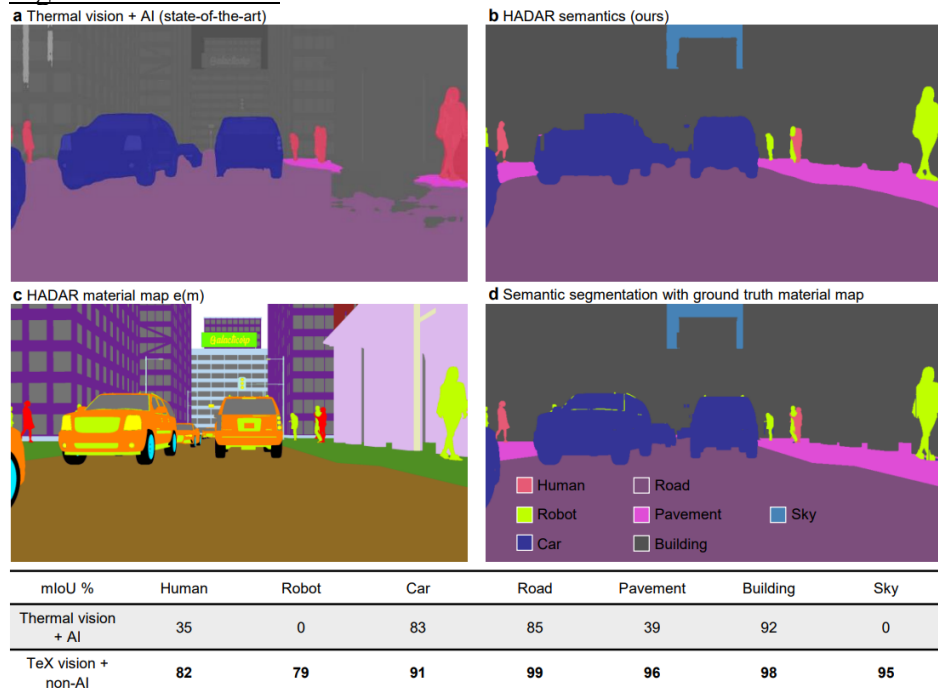 a Thermal vision + AI (state-of-the-art)
b HADAR semantics (ours)
c HADAR material map e(m)
d Semantic segmentation with ground truth material map
Human
Road
Robot
Pavement
Sky
Car
Building
mIoU % Human Robot Car Road Pavement Building Sky
Thermal vision
+ AI
35 0 83 85 39 92 0
TeX vision +
non-AI
82 79 91 99 96 98 95